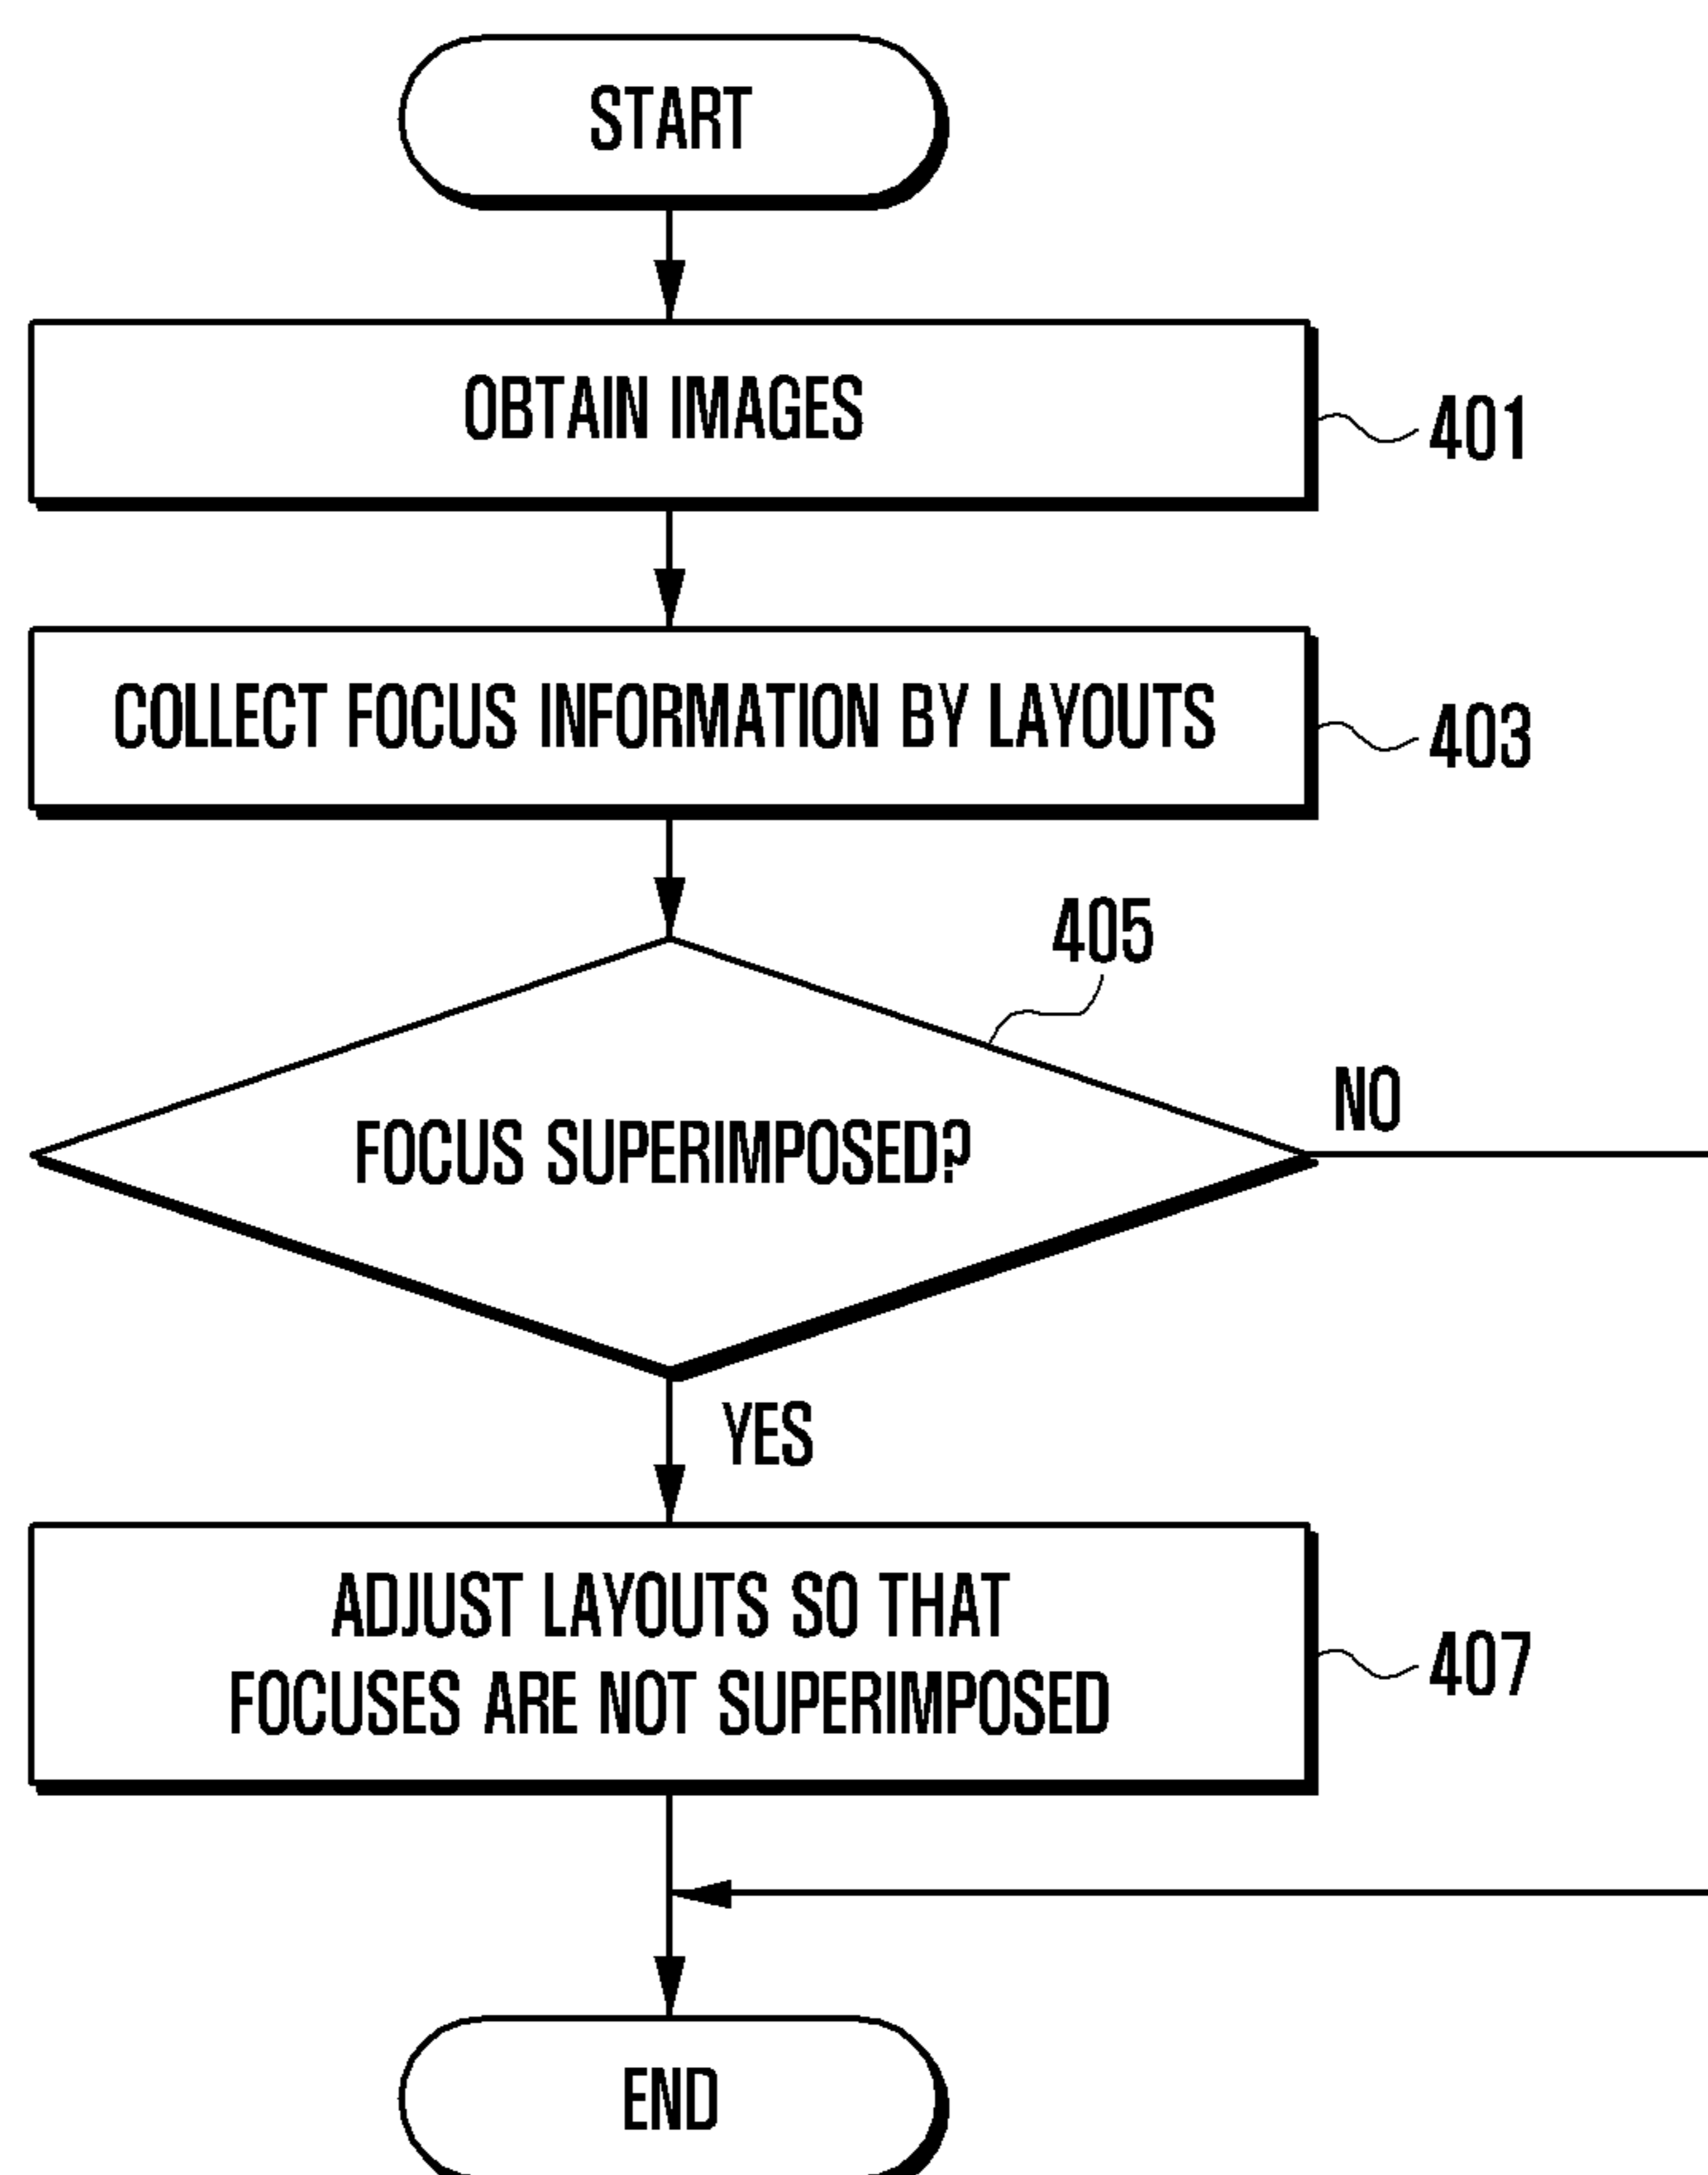 START
OBTAIN IMAGES
401
COLLECT FOCUS INFORMATION BY LAYOUTS
403
405
FOCUS SUPERIMPOSED?
NO
YES
ADJUST LAYOUTS SO THAT
FOCUSES ARE NOT SUPERIMPOSED
407
END